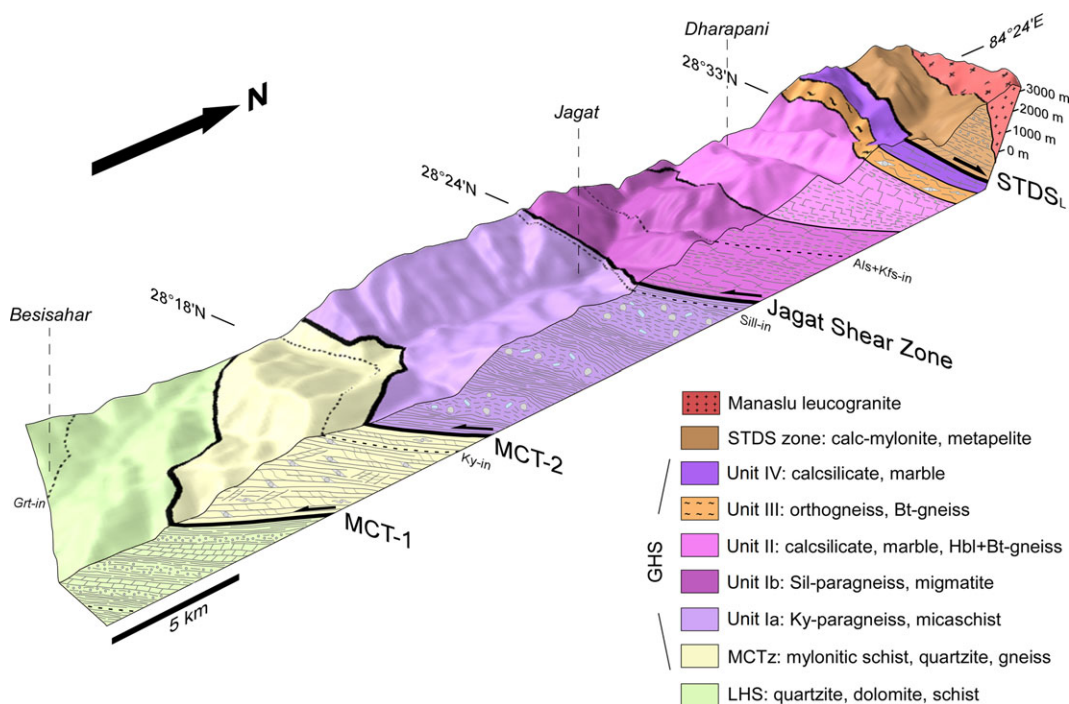 Dharapani
84°24'E
28°33'N
N
3000 m
2000 m
1000 m
0 m
Jagat
STDSL
28°24'N
Als+Kfs-in
28°18'N
Jagat Shear Zone
Sill-in
Besisahar
MCT-2
Ky-in
Grt-in
MCT-1
5 km
Manaslu leucogranite
STDS zone: calc-mylonite, metapelite
Unit IV: calcsilicate, marble
Unit III: orthogneiss, Bt-gneiss
Unit II: calcsilicate, marble, Hbl+Bt-gneiss
GHS
Unit Ib: Sil-paragneiss, migmatite
Unit Ia: Ky-paragneiss, micaschist
MCTz: mylonitic schist, quartzite, gneiss
LHS: quartzite, dolomite, schist